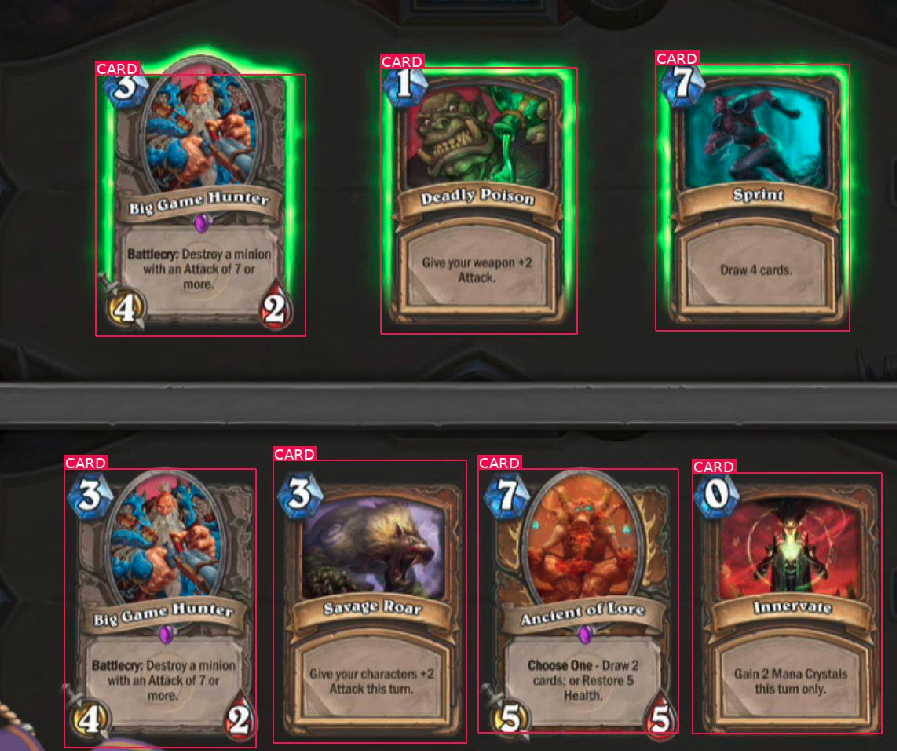 CARD
3
Big Game Hunter
Battlecry: Destroy a minion
with an Attack of 7 or
more.
4
2
CARD
1
Deadly Poison
Give your weapon +2
Attack.
CARD
7
Sprint
Draw 4 cards.
CARD
3
Big Game Hunter
Battlecry: Destroy a minion
with an Attack of 7 or
more.
4
2
CARD
3
Savage Roar
Give your characters +2
Attack this turn.
CARD
7
Ancient of Lore
Choose One - Draw 2
cards; or Restore 5
Health.
5
5
CARD
0
Innervate
Gain 2 Mana Crystals
this turn only.